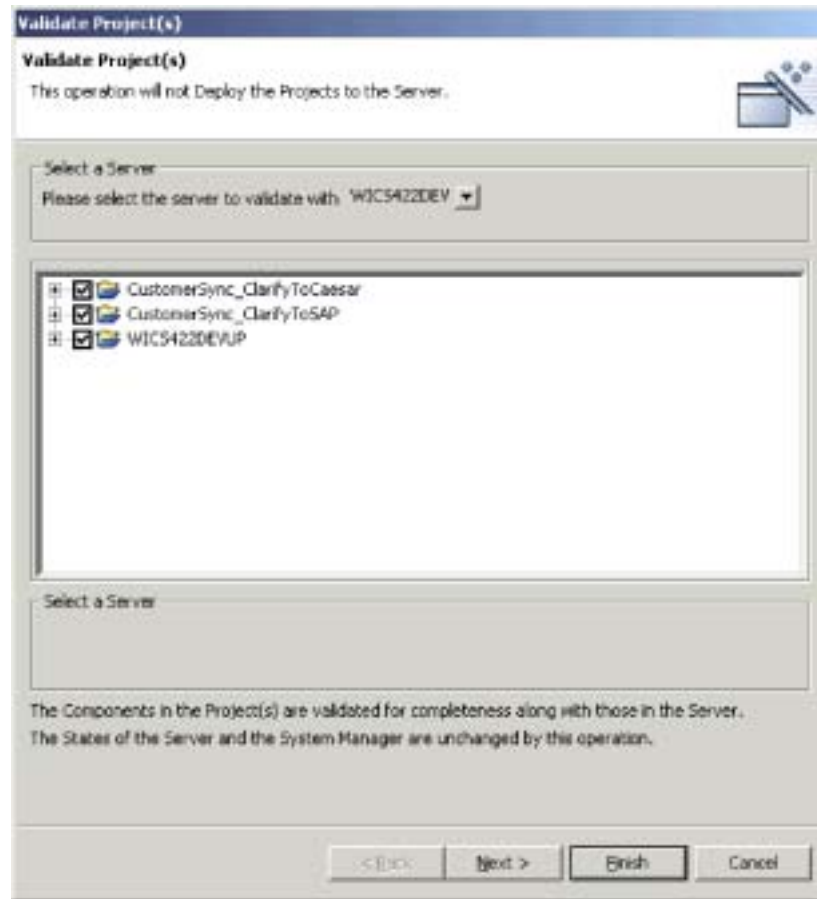 Validate Project(s)
Validate Project(s)
This operation will not Deploy the Projects to the Server.
Select a Server
Please select the server to validate with WICS422DEV
CustomerSync_ClarifyToCaesar
CustomerSync_ClarifyToSAP
WICS422DEVUP
Select a Server
The Components in the Project(s) are validated for completeness along with those in the Server.
The States of the Server and the System Manager are unchanged by this operation.
< Back Next > Finish Cancel